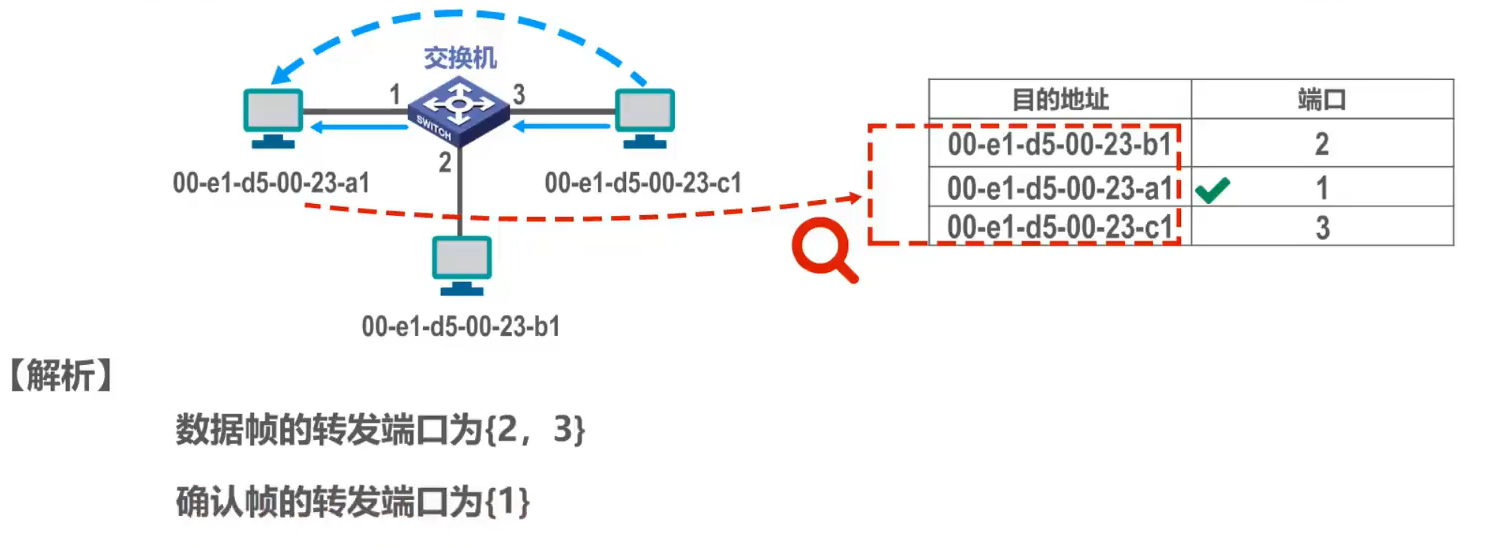 交换机
1
3
SWITCH
2
00-e1-d5-00-23-a1
00-e1-d5-00-23-c1
00-e1-d5-00-23-b1
目的地址 端口
00-e1-d5-00-23-b1 2
00-e1-d5-00-23-a1 1
00-e1-d5-00-23-c1 3
【解析】
数据帧的转发端口为{2，3}
确认帧的转发端口为{1}